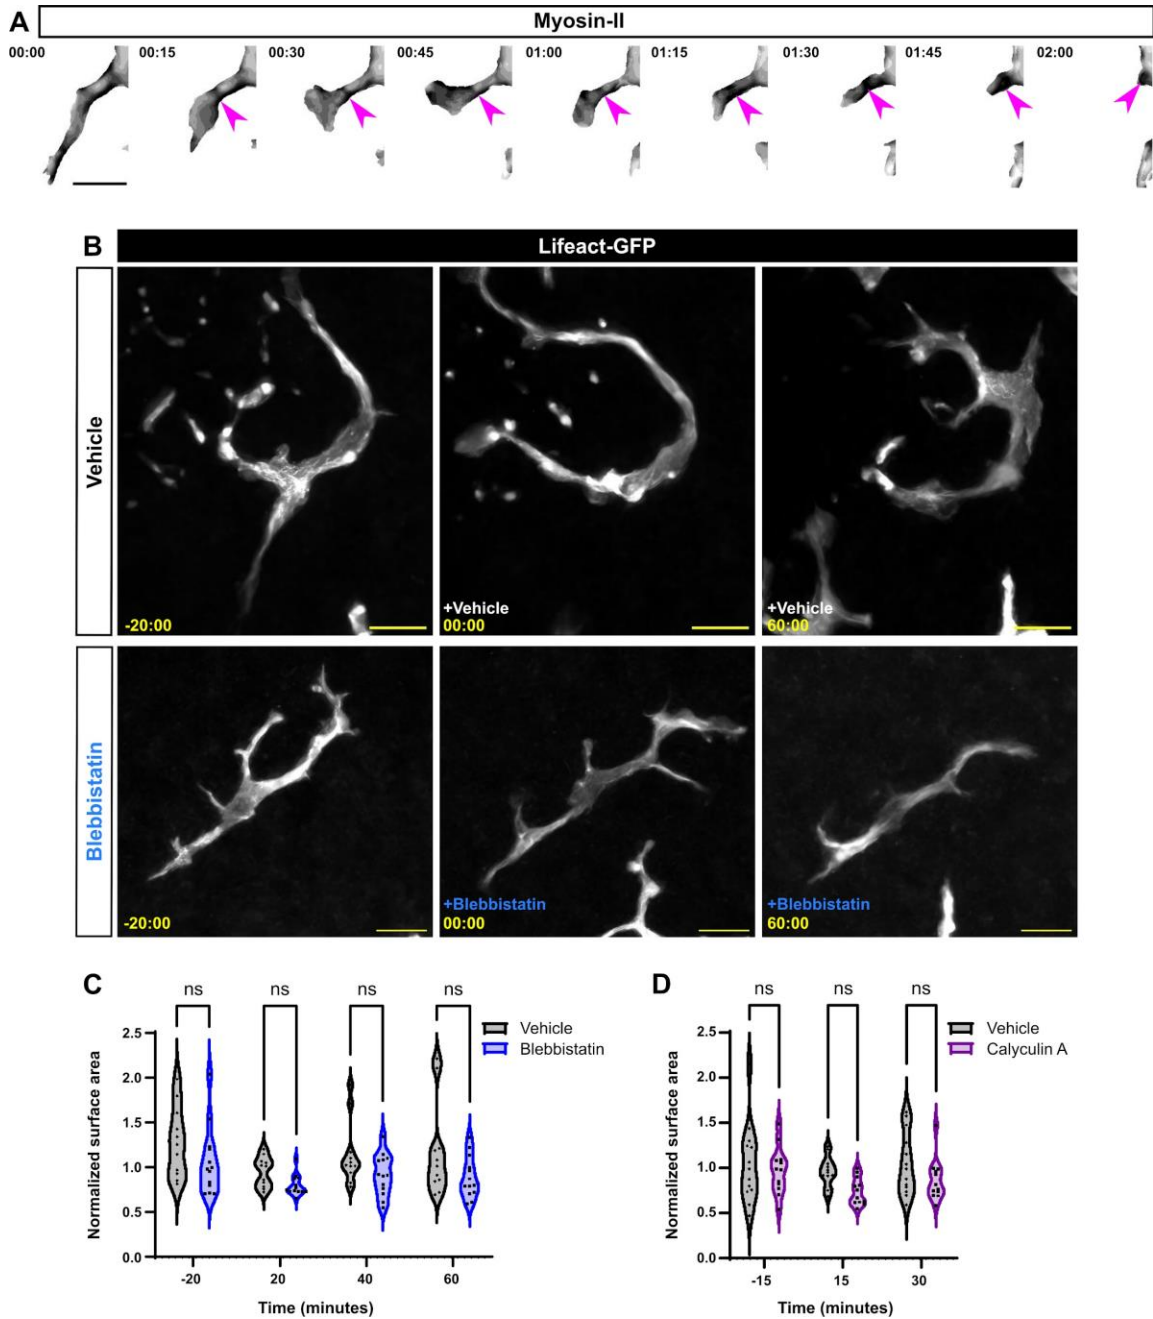 A
Myosin-II
00:00 00:15 00:30 00:45 01:00 01:15 01:30 01:45 02:00
B
Lifeact-GFP
Vehicle
-20:00
+Vehicle
00:00
+Vehicle
60:00
Blebbistatin
-20:00
+Blebbistatin
00:00
+Blebbistatin
60:00
C
ns ns ns ns
Vehicle
Blebbistatin
Normalized surface area
2.5
2.0
1.5
1.0
0.5
0.0
-20 20 40 60
Time (minutes)
D
ns ns ns
Vehicle
Calyculin A
Normalized surface area
2.5
2.0
1.5
1.0
0.5
0.0
-15 15 30
Time (minutes)